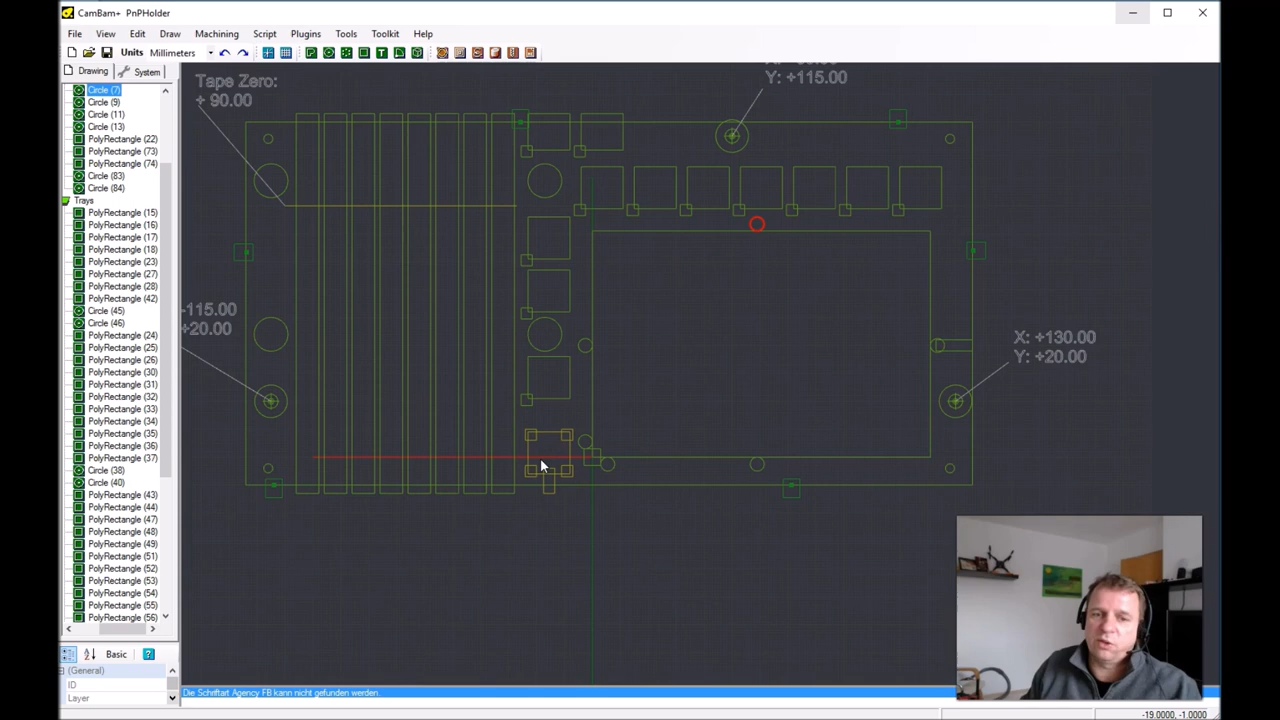 CamBam+ PnPHolder
File View Edit Draw Machining Script Plugins Tools Toolkit Help
Units Millimeters
Drawing System
Circle (7)
Circle (9)
Circle (11)
Circle (13)
PolyRectangle (22)
PolyRectangle (73)
PolyRectangle (74)
Circle (83)
Circle (84)
Trays
PolyRectangle (15)
PolyRectangle (16)
PolyRectangle (17)
PolyRectangle (18)
PolyRectangle (23)
PolyRectangle (27)
PolyRectangle (28)
PolyRectangle (42)
Circle (45)
Circle (46)
PolyRectangle (24)
PolyRectangle (25)
PolyRectangle (26)
PolyRectangle (30)
PolyRectangle (31)
PolyRectangle (32)
PolyRectangle (33)
PolyRectangle (34)
PolyRectangle (35)
PolyRectangle (36)
PolyRectangle (37)
Circle (38)
Circle (40)
PolyRectangle (43)
PolyRectangle (44)
PolyRectangle (47)
PolyRectangle (48)
PolyRectangle (49)
PolyRectangle (51)
PolyRectangle (52)
PolyRectangle (53)
PolyRectangle (54)
PolyRectangle (55)
PolyRectangle (56)
Basic
(General)
ID
Layer
Tape Zero:
+ 90.00
Y: +115.00
-115.00
+20.00
X: +130.00
Y: +20.00
Die Schriftart Agency FB kann nicht gefunden werden.
-19.0000, -1.0000